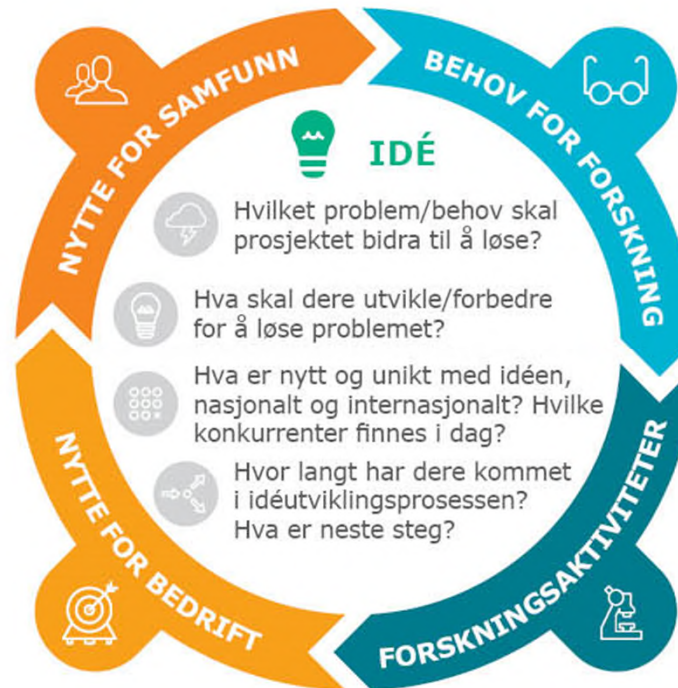 NYTTE FOR SAMFUNN
BEHOV FOR FORSKNING
IDÉ
Hvilket problem/behov skal
prosjektet bidra til å løse?
Hva skal dere utvikle/forbedre
for å løse problemet?
Hva er nytt og unikt med idéen,
nasjonalt og internasjonalt? Hvilke
konkurrenter finnes i dag?
Hvor langt har dere kommet
i idéutviklingsprosessen?
Hva er neste steg?
NYTTE FOR BEDRIFT
FORSKNINGSAKTIVITETER